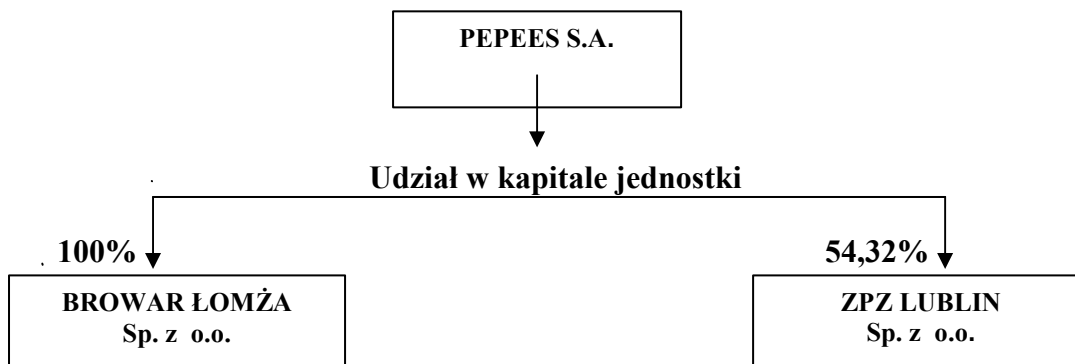 PEPEES S.A.
Udział w kapitale jednostki
100%
54,32%
BROWAR ŁOMŻA
Sp. z o.o.
ZPZ LUBLIN
Sp. z o.o.